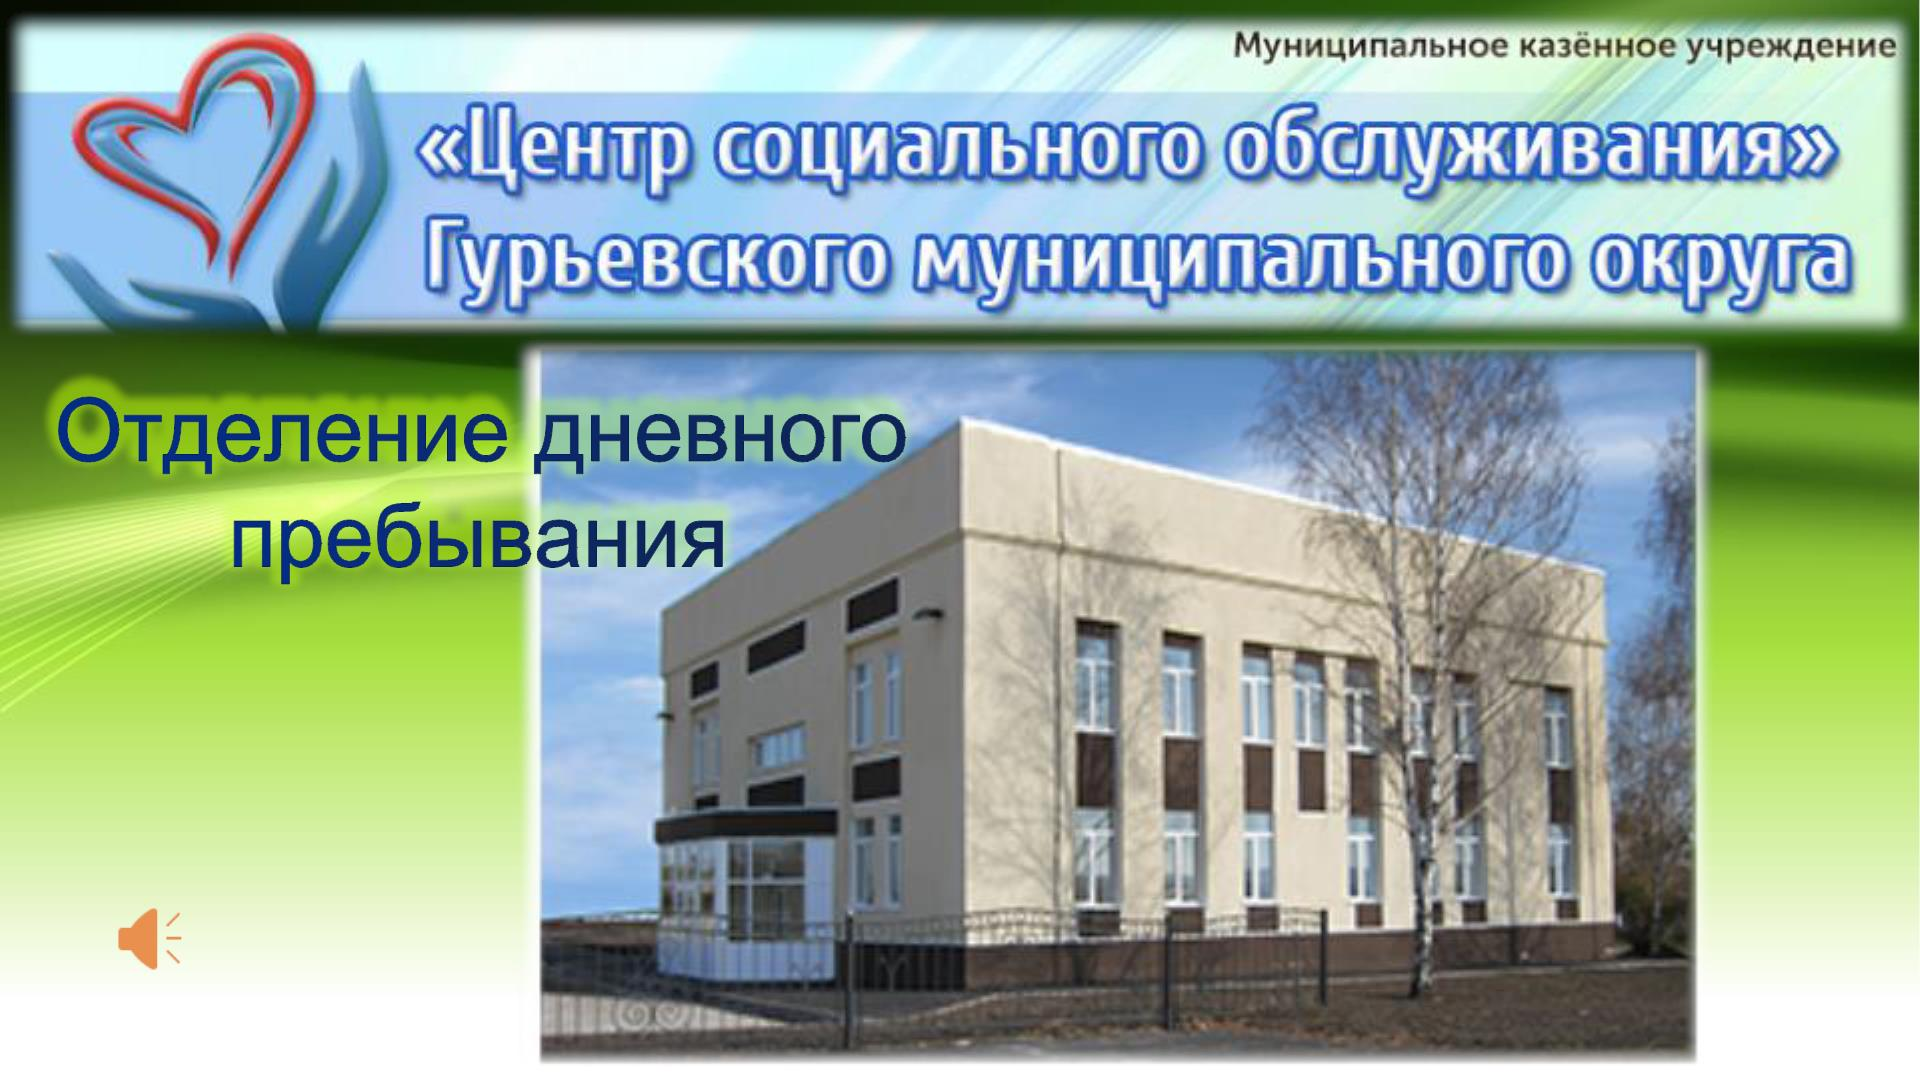 Муниципальное казённое учреждение
«Центр социального обслуживания»
Гурьевского муниципального округа
Отделение дневного
пребывания